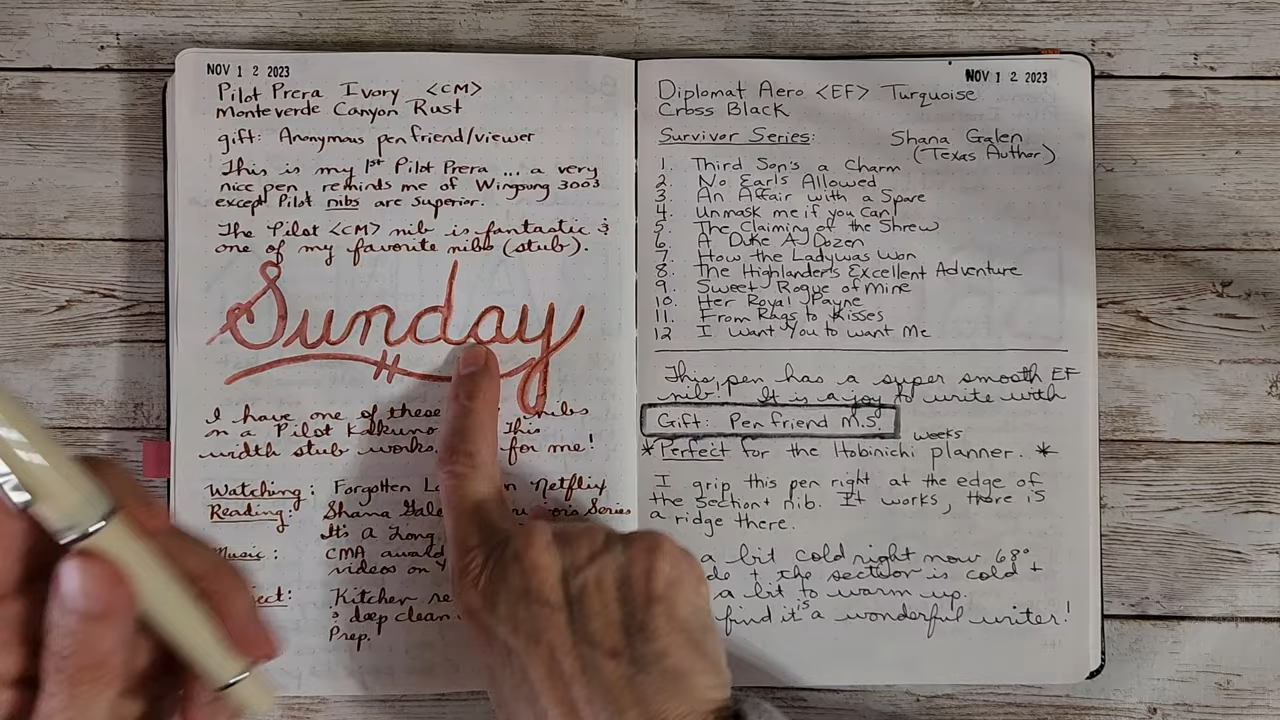 NOV 1 2 2023
Pilot Prera Ivory <CM>
Monteverde Canyon Rust
gift: Anonymous pen friend/viewer
This is my 1st Pilot Prera ... a very
nice pen, reminds me of Wingsung 3003
except Pilot nibs are superior.
The Pilot <CM> nib is fantastic &
one of my favorite nibs (stub).
Sunday
I have one of these nibs
on a Pilot Kakuno This
width stub works for me!
Watching: Forgotten on Netflix
Reading: Shana Series
It's A Long
Music: CMA
videos on
Kitchen
& deep clean
Prep.
NOV 1 2 2023
Diplomat Aero <EF> Turquoise
Cross Black
Survivor Series: Shana Galen
(Texas Author)
1. Third Son's a Charm
2. No Earls Allowed
3. An Affair with a Spare
4. Unmask me if you Can
5. The Claiming of the Shrew
6. A Duke A Dozen
7. How the Lady was Won
8. The Highlander's Excellent Adventure
9. Sweet Rogue of Mine
10. Her Royal Payne
11. From Rags to Kisses
12 I Want You to want Me
This pen has a super smooth EF
nib! It is a joy to write with
Gift: Pen friend M.S.
weeks
*Perfect for the Hobinichi planner. *
I grip this pen right at the edge of
the section + nib. It works, there is
a ridge there.
a bit cold right now 68°
+ the section is cold +
a bit to warm up.
find it is a wonderful writer!